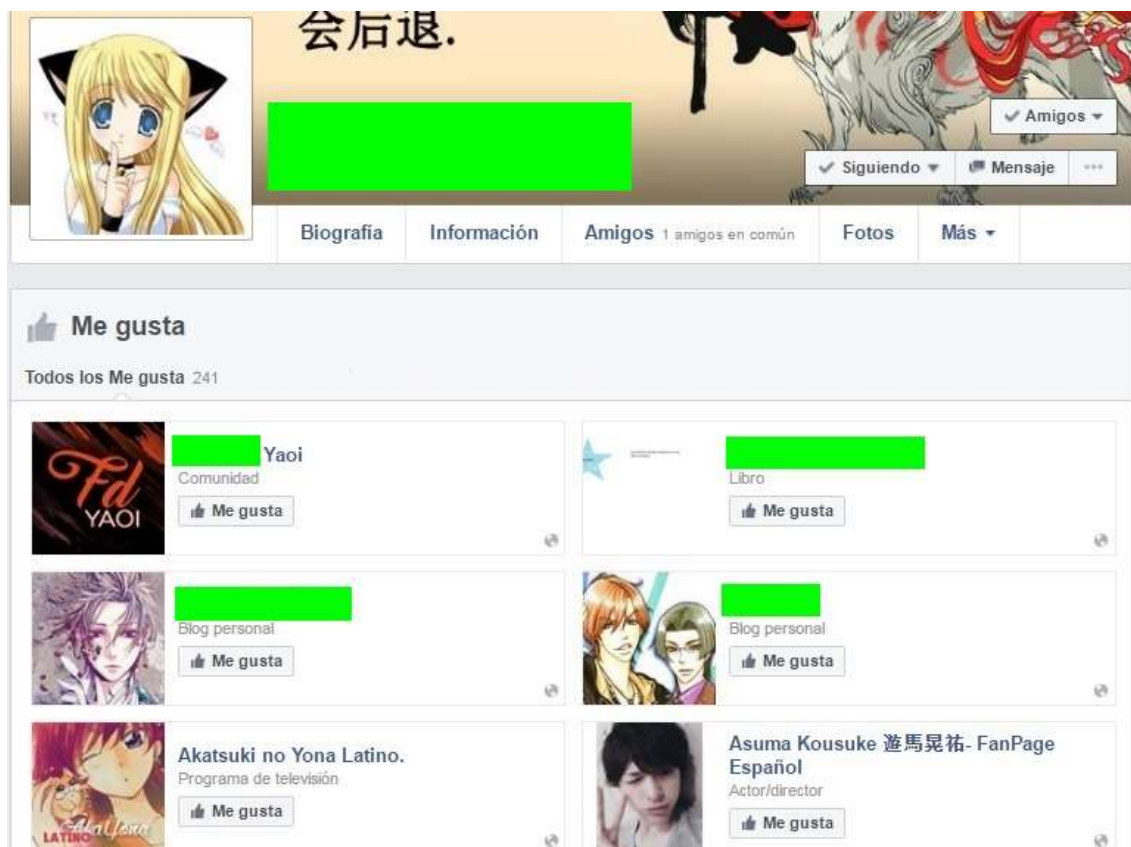 会后退.
Amigos
Siguiendo
Mensaje
Biografía
Información
Amigos 1 amigos en común
Fotos
Más
Me gusta
Todos los Me gusta 241
Fd
YAOI
Yaoi
Comunidad
Me gusta
Libro
Me gusta
Blog personal
Me gusta
Blog personal
Me gusta
LATINO
Akatsuki no Yona Latino.
Programa de televisión
Me gusta
Asuma Kousuke 遊馬晃祐- FanPage
Español
Actor/director
Me gusta